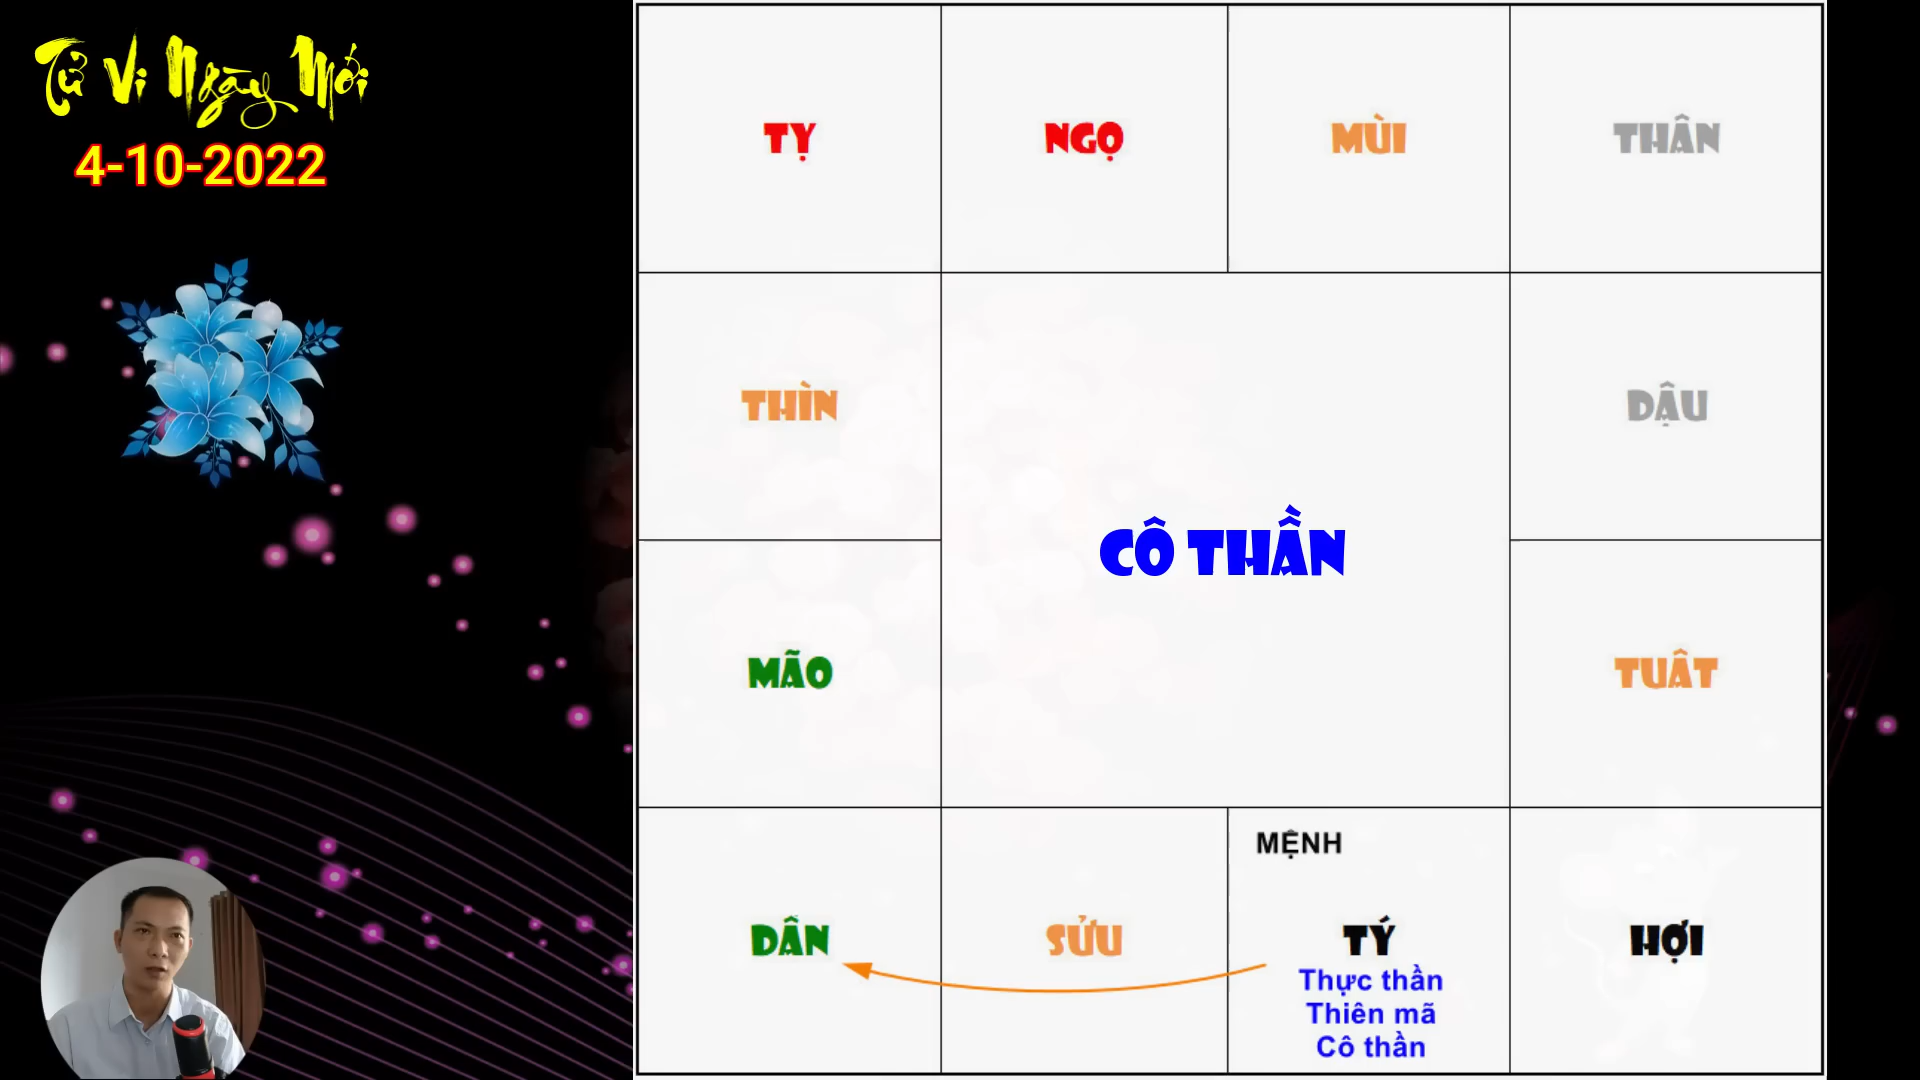 Tử Vi Ngày Mới
4-10-2022
TỴ
NGỌ
MÙI
THÂN
THÌN
DẬU
CÔ THẦN
MÃO
TUẤT
MỆNH
DẦN
SỬU
TÝ
HỢI
Thực thần
Thiên mã
Cô thần